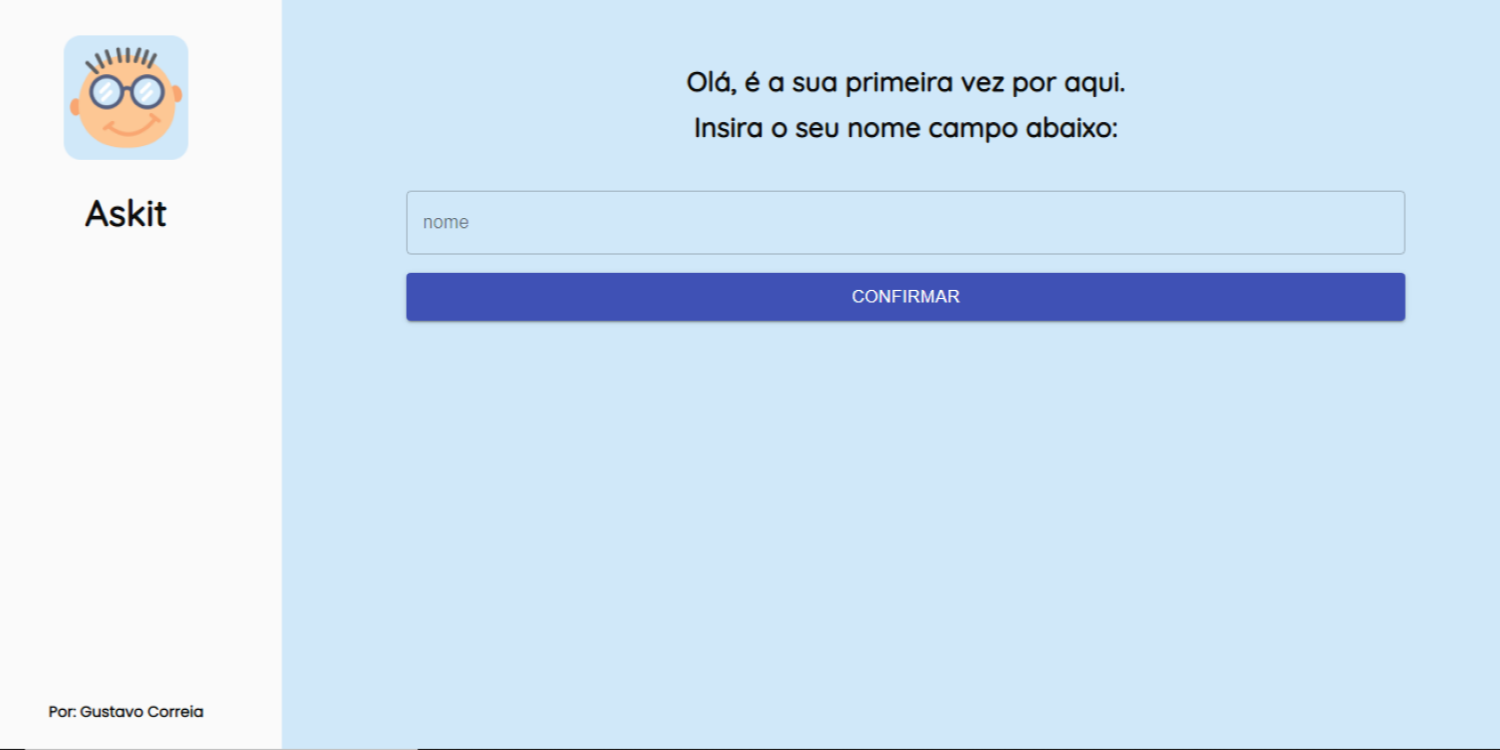 Askit
Olá, é a sua primeira vez por aqui.
Insira o seu nome campo abaixo:
nome
CONFIRMAR
Por: Gustavo Correia